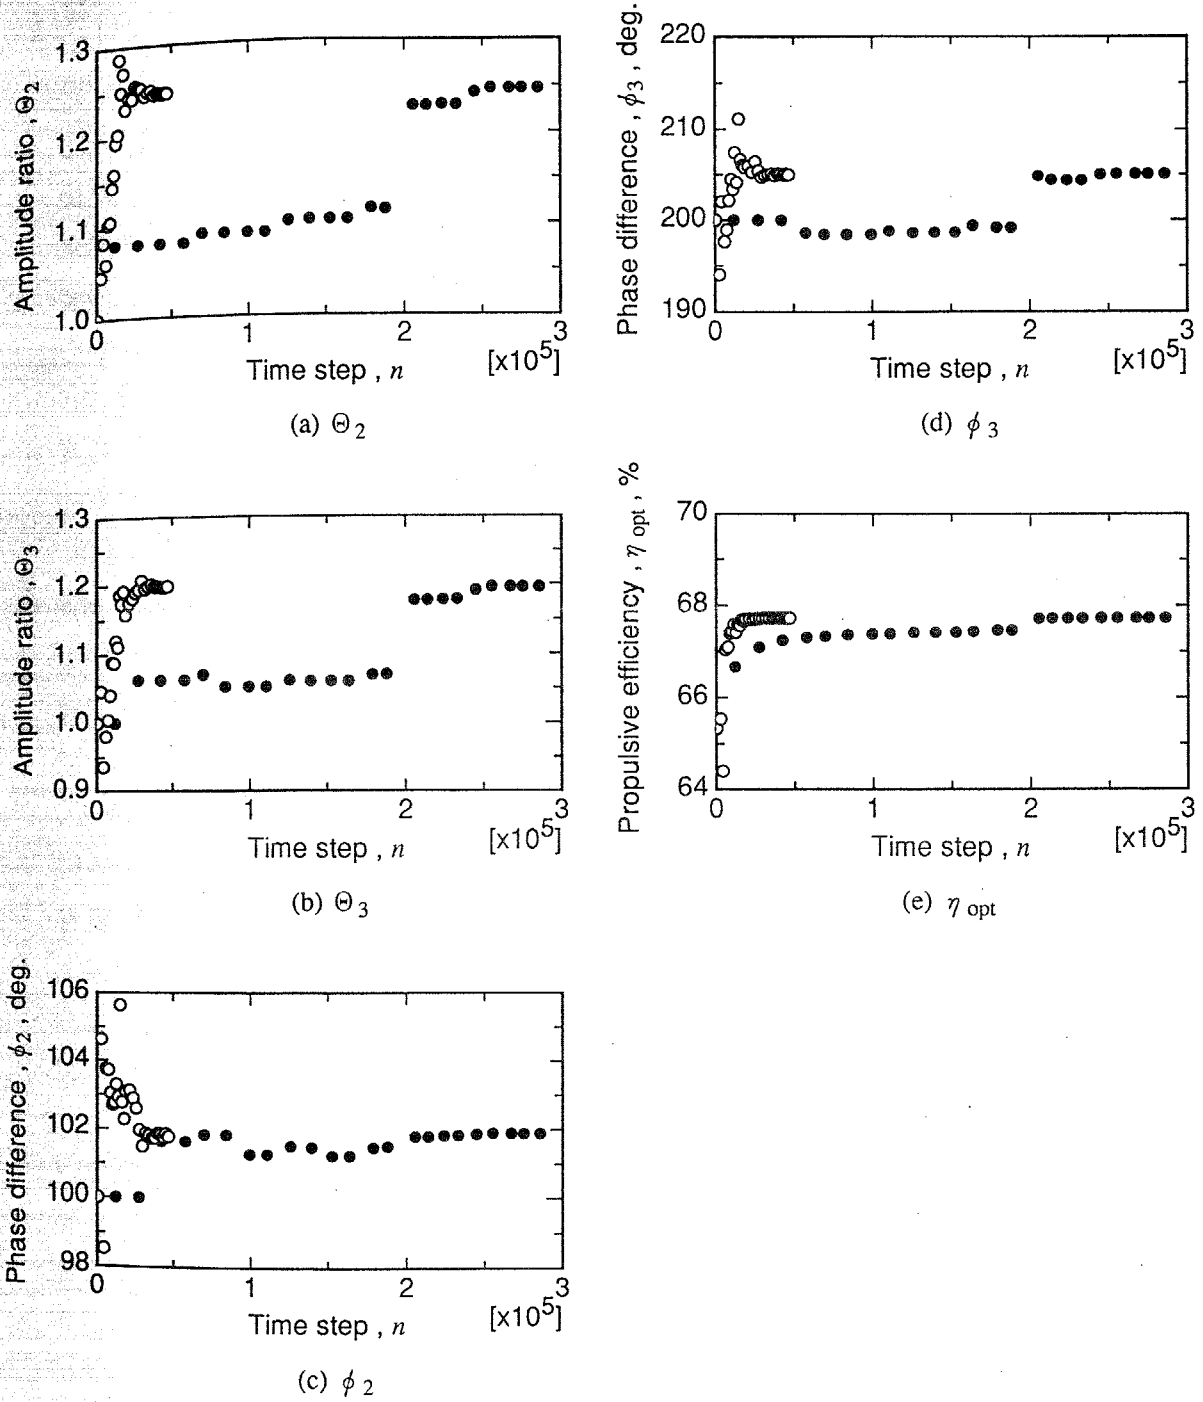 Amplitude ratio , Θ2
1.3
1.2
1.1
1.0
0 1 2 3
Time step , n [x10^5]
(a) Θ2
Amplitude ratio , Θ3
1.3
1.2
1.1
1.0
0.9
0 1 2 3
Time step , n [x10^5]
(b) Θ3
Phase difference , ϕ2 , deg.
106
104
102
100
98
0 1 2 3
Time step , n [x10^5]
(c) ϕ2
Phase difference , ϕ3 , deg.
220
210
200
190
0 1 2 3
Time step , n [x10^5]
(d) ϕ3
Propulsive efficiency , η opt , %
70
68
66
64
0 1 2 3
Time step , n [x10^5]
(e) η opt